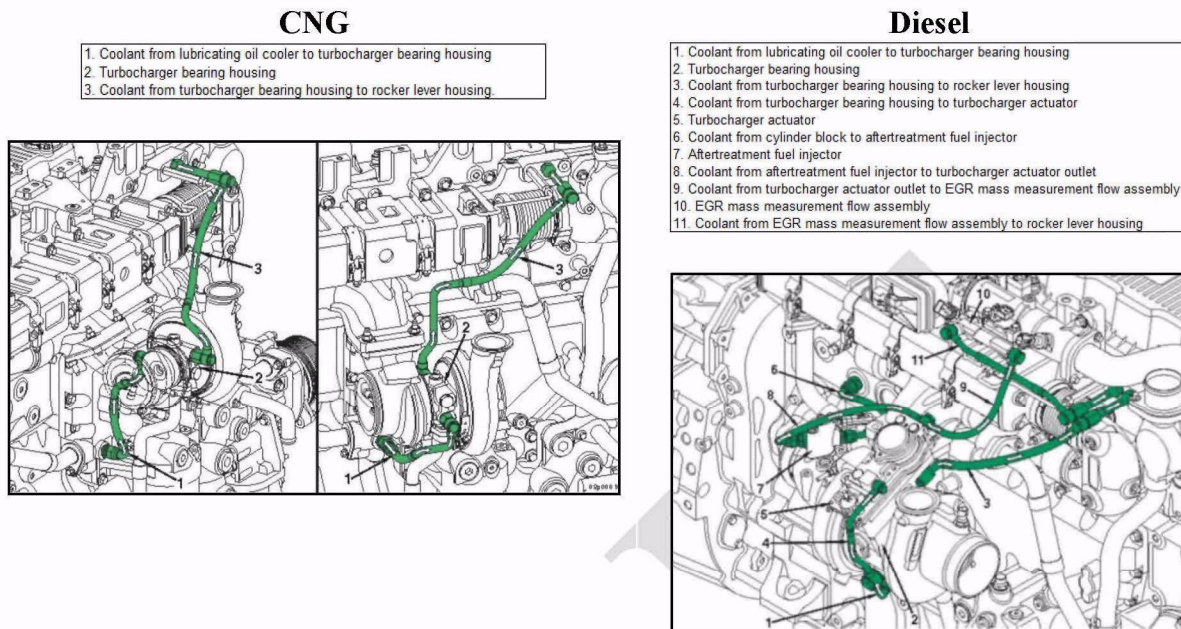 CNG
1. Coolant from lubricating oil cooler to turbocharger bearing housing
2. Turbocharger bearing housing
3. Coolant from turbocharger bearing housing to rocker lever housing.
3
2
1
3
2
1
Diesel
1. Coolant from lubricating oil cooler to turbocharger bearing housing
2. Turbocharger bearing housing
3. Coolant from turbocharger bearing housing to rocker lever housing
4. Coolant from turbocharger bearing housing to turbocharger actuator
5. Turbocharger actuator
6. Coolant from cylinder block to aftertreatment fuel injector
7. Aftertreatment fuel injector
8. Coolant from aftertreatment fuel injector to turbocharger actuator outlet
9. Coolant from turbocharger actuator outlet to EGR mass measurement flow assembly
10. EGR mass measurement flow assembly
11. Coolant from EGR mass measurement flow assembly to rocker lever housing
10
11
6
9
8
7
5
3
4
1
2